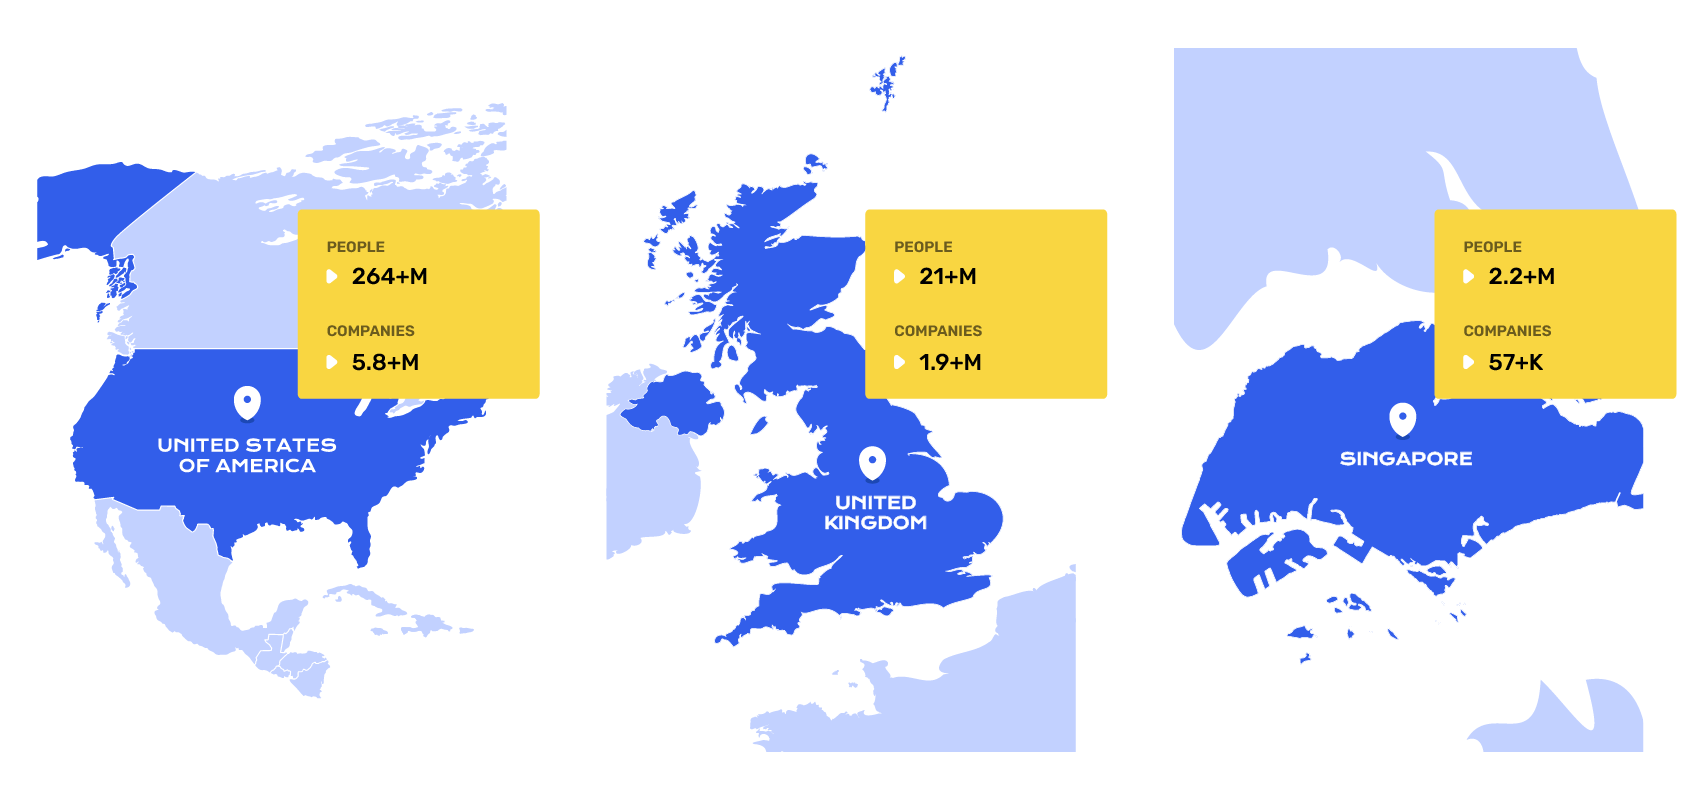 PEOPLE
264+M
COMPANIES
5.8+M
UNITED STATES
OF AMERICA
PEOPLE
21+M
COMPANIES
1.9+M
UNITED
KINGDOM
PEOPLE
2.2+M
COMPANIES
57+K
SINGAPORE